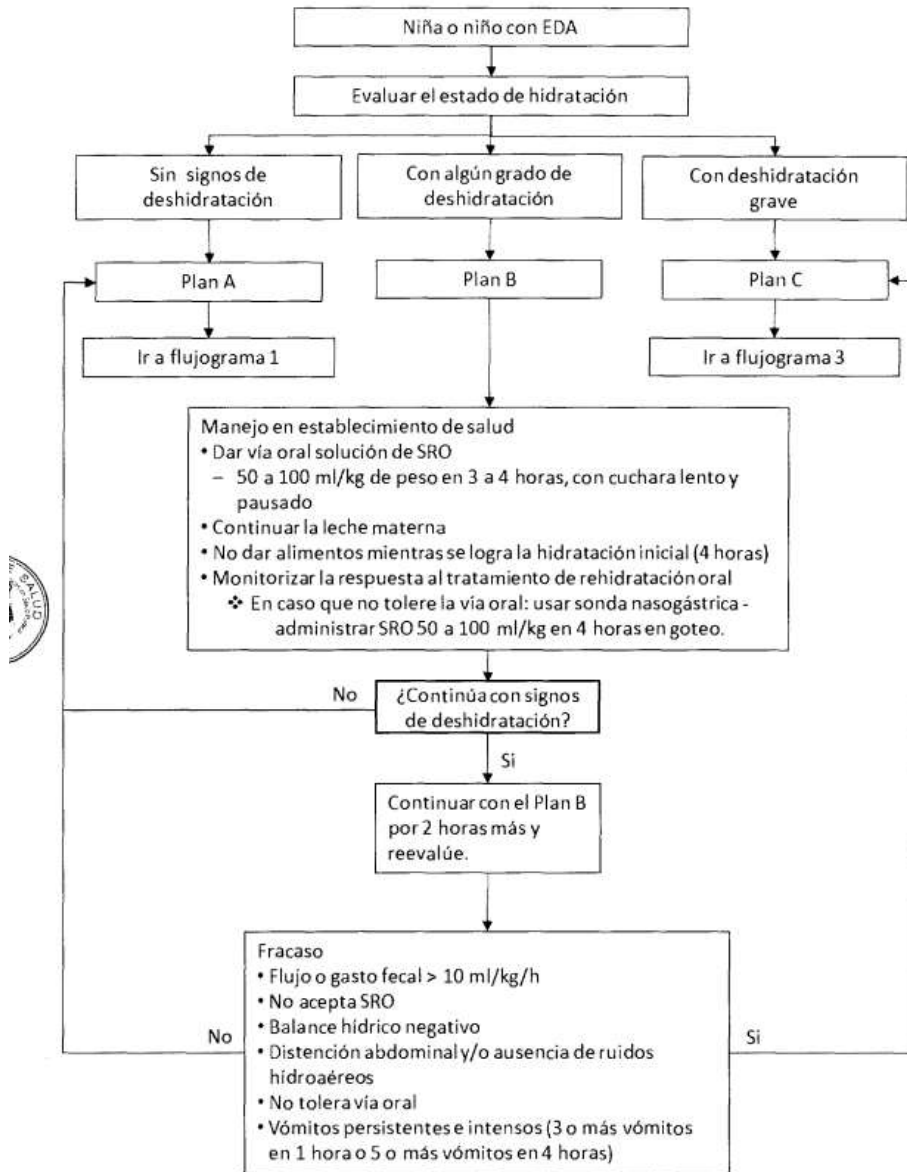 Niña o niño con EDA
Evaluar el estado de hidratación
Sin signos de
deshidratación
Con algún grado de
deshidratación
Con deshidratación
grave
Plan A
Plan B
Plan C
Ir a flujograma 1
Ir a flujograma 3
Manejo en establecimiento de salud
• Dar vía oral solución de SRO
– 50 a 100 ml/kg de peso en 3 a 4 horas, con cuchara lento y
pausado
• Continuar la leche materna
• No dar alimentos mientras se logra la hidratación inicial (4 horas)
• Monitorizar la respuesta al tratamiento de rehidratación oral
❖ En caso que no tolere la vía oral: usar sonda nasogástrica -
administrar SRO 50 a 100 ml/kg en 4 horas en goteo.
SALUD
No
¿Continúa con signos
de deshidratación?
Si
Continuar con el Plan B
por 2 horas más y
reevalúe.
Fracaso
• Flujo o gasto fecal > 10 ml/kg/h
• No acepta SRO
• Balance hídrico negativo
• Distención abdominal y/o ausencia de ruidos
hidroaéreos
• No tolera vía oral
• Vómitos persistentes e intensos (3 o más vómitos
en 1 hora o 5 o más vómitos en 4 horas)
No
Si